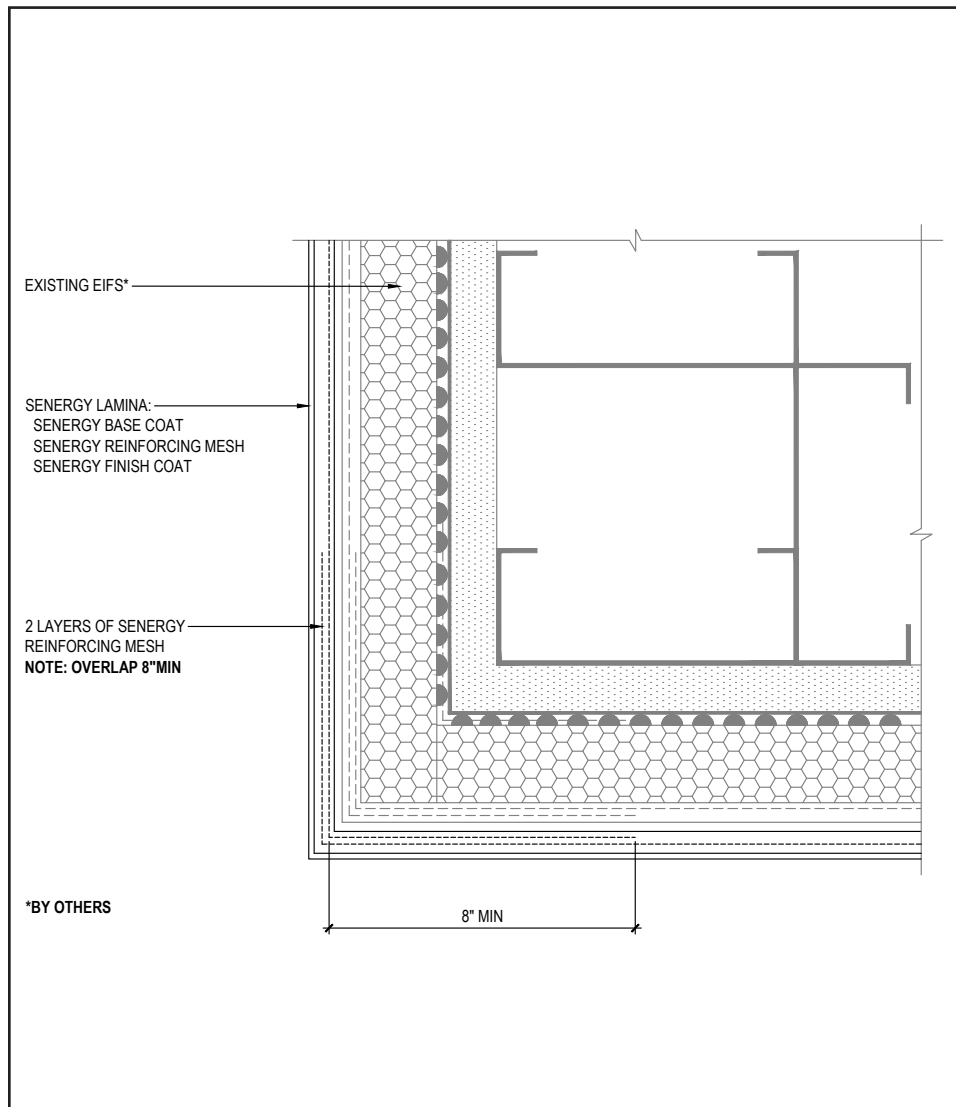 EXISTING EIFS*
SENERGY LAMINA:
SENERGY BASE COAT
SENERGY REINFORCING MESH
SENERGY FINISH COAT
2 LAYERS OF SENERGY
REINFORCING MESH
NOTE: OVERLAP 8"MIN
*BY OTHERS
8" MIN